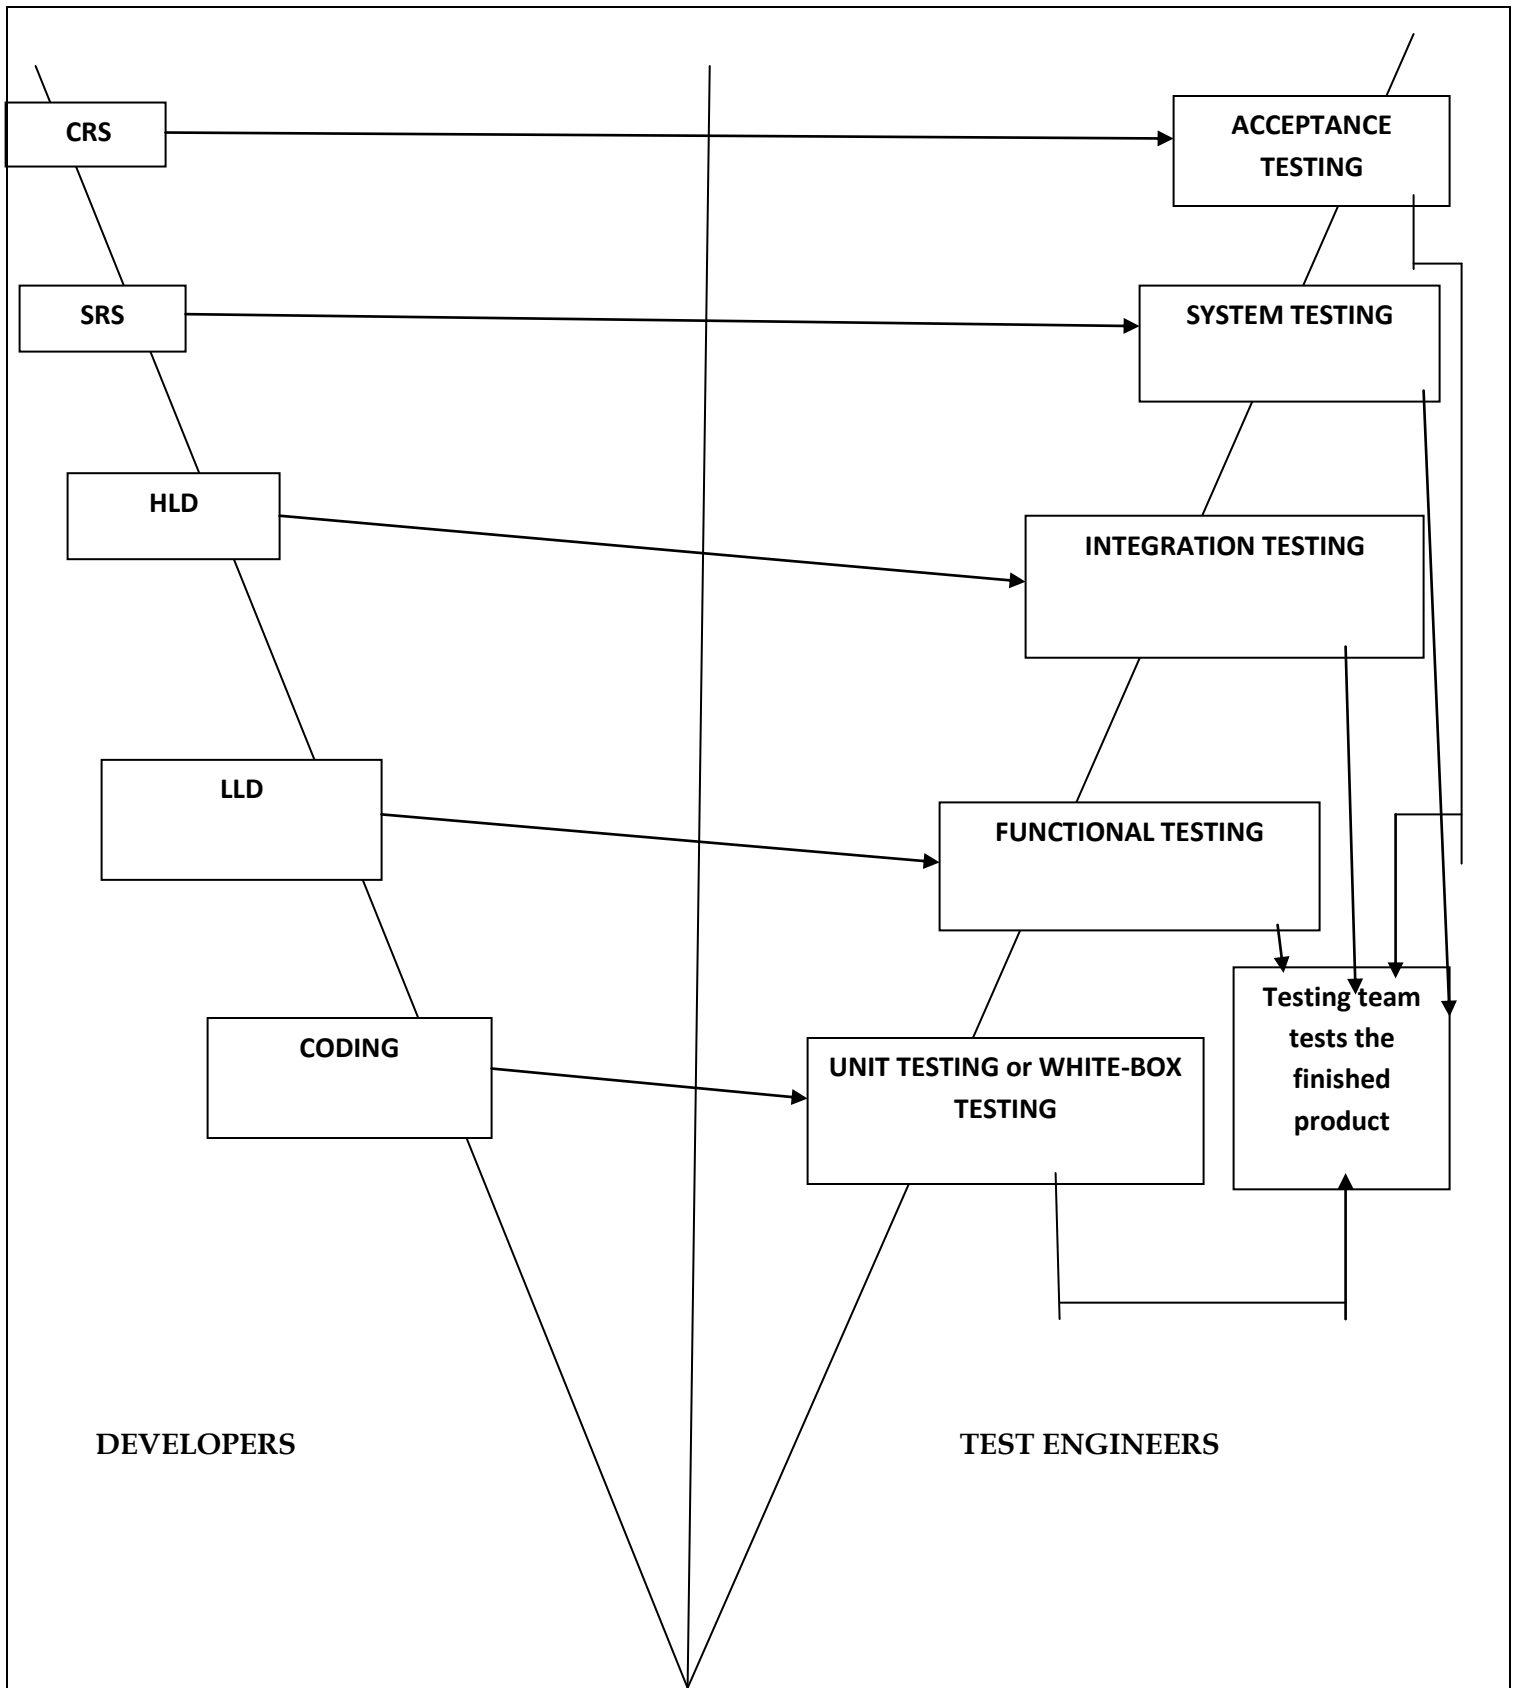 CRS
ACCEPTANCE
TESTING
SRS
SYSTEM TESTING
HLD
INTEGRATION TESTING
LLD
FUNCTIONAL TESTING
CODING
UNIT TESTING or WHITE-BOX
TESTING
Testing team
tests the
finished
product
DEVELOPERS
TEST ENGINEERS